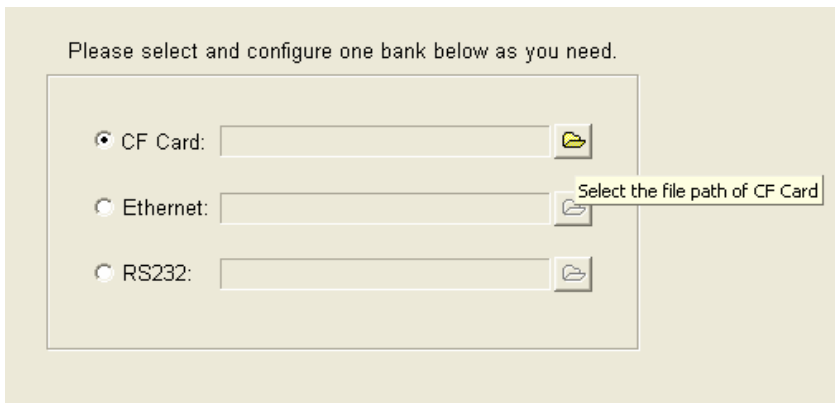 Please select and configure one bank below as you need.
CF Card:
Select the file path of CF Card
Ethernet:
RS232: